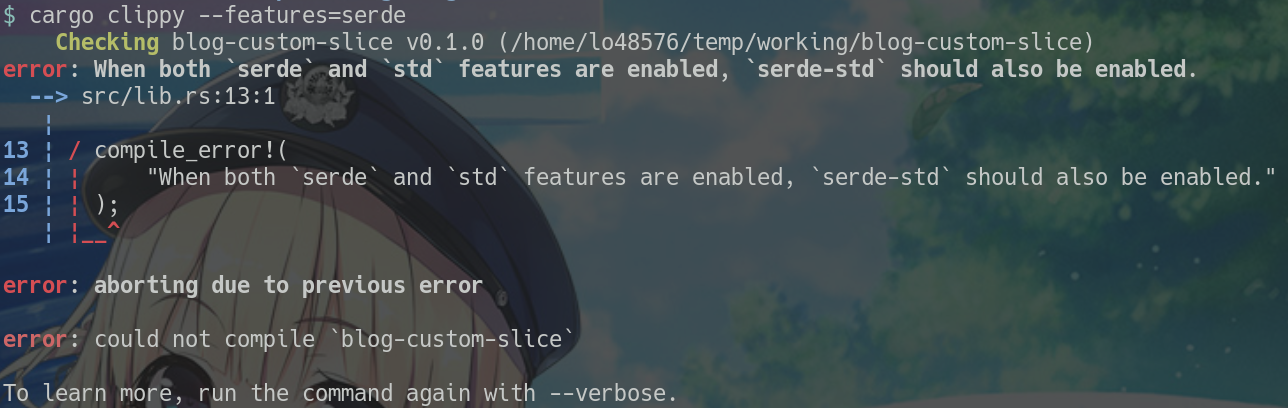 $ cargo clippy --features=serde
    Checking blog-custom-slice v0.1.0 (/home/lo48576/temp/working/blog-custom-slice)
error: When both `serde` and `std` features are enabled, `serde-std` should also be enabled.
  --> src/lib.rs:13:1
   |
13 | / compile_error!(
14 | |     "When both `serde` and `std` features are enabled, `serde-std` should also be enabled."
15 | | );
   | |__^

error: aborting due to previous error

error: could not compile `blog-custom-slice`

To learn more, run the command again with --verbose.